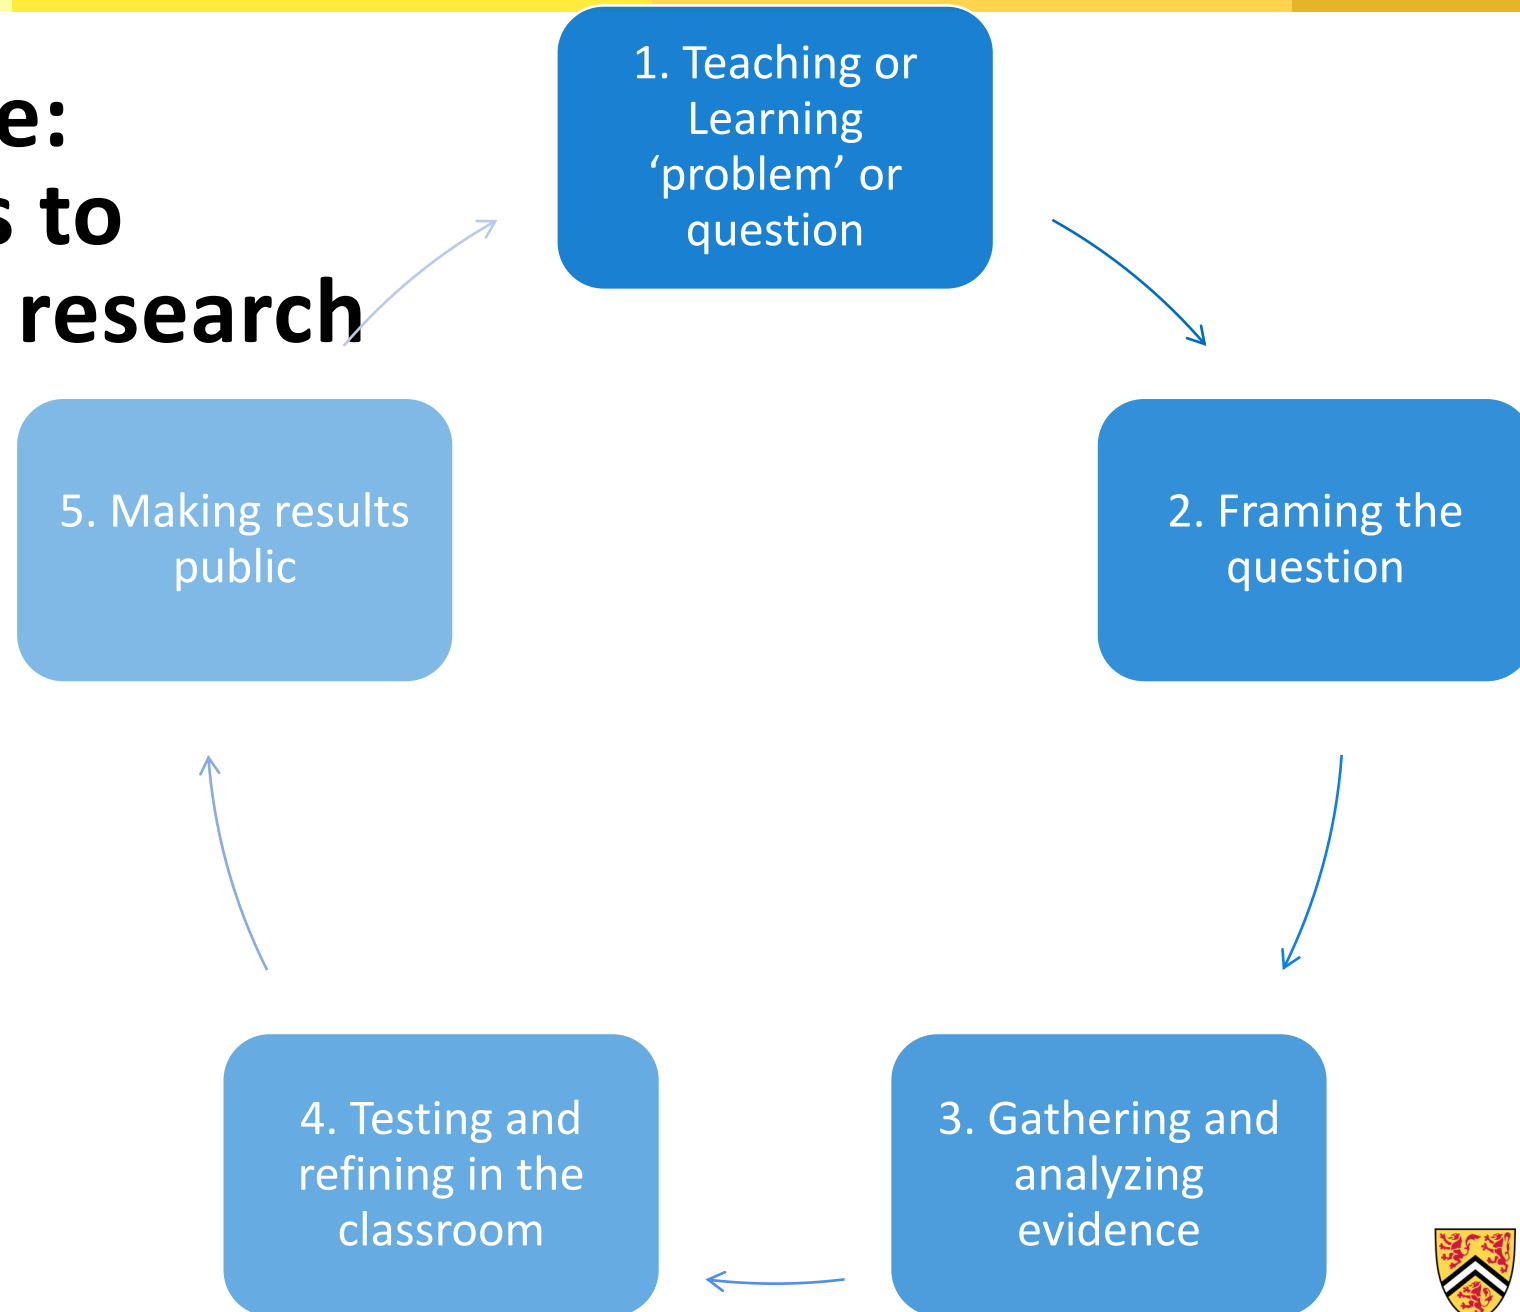 e:
s to
research
1. Teaching or
Learning
‘problem’ or
question
2. Framing the
question
3. Gathering and
analyzing
evidence
4. Testing and
refining in the
classroom
5. Making results
public